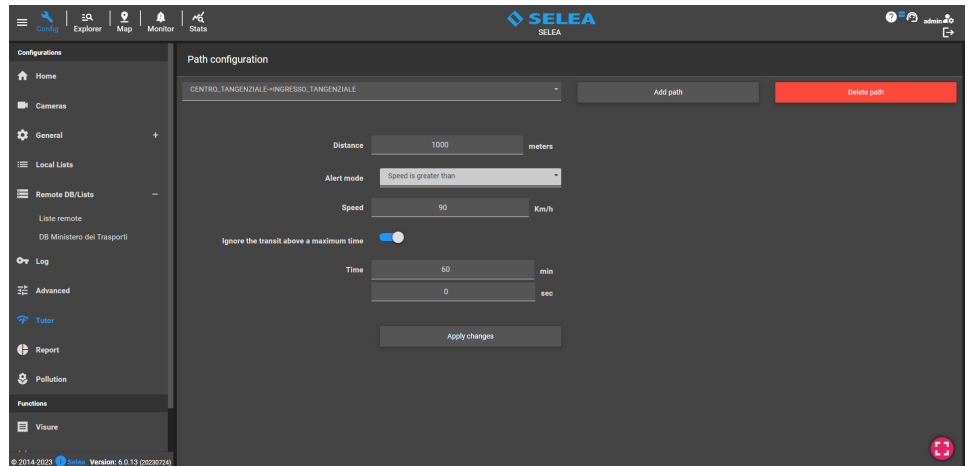 Config
Explorer
Map
Monitor
Stats
SELEA
SELEA
admin
Configurations
Home
Cameras
General +
Local Lists
Remote DB/Lists −
Liste remote
DB Ministero dei Trasporti
Log
Advanced
Tutor
Report
Pollution
Functions
Visure
© 2014-2023 Selea Version: 6.0.13 (20230724)
Path configuration
CENTRO_TANGENZIALE->INGRESSO_TANGENZIALE
Add path
Delete path
Distance 1000 meters
Alert mode Speed is greater than
Speed 90 Km/h
Ignore the transit above a maximum time
Time 60 min
0 sec
Apply changes